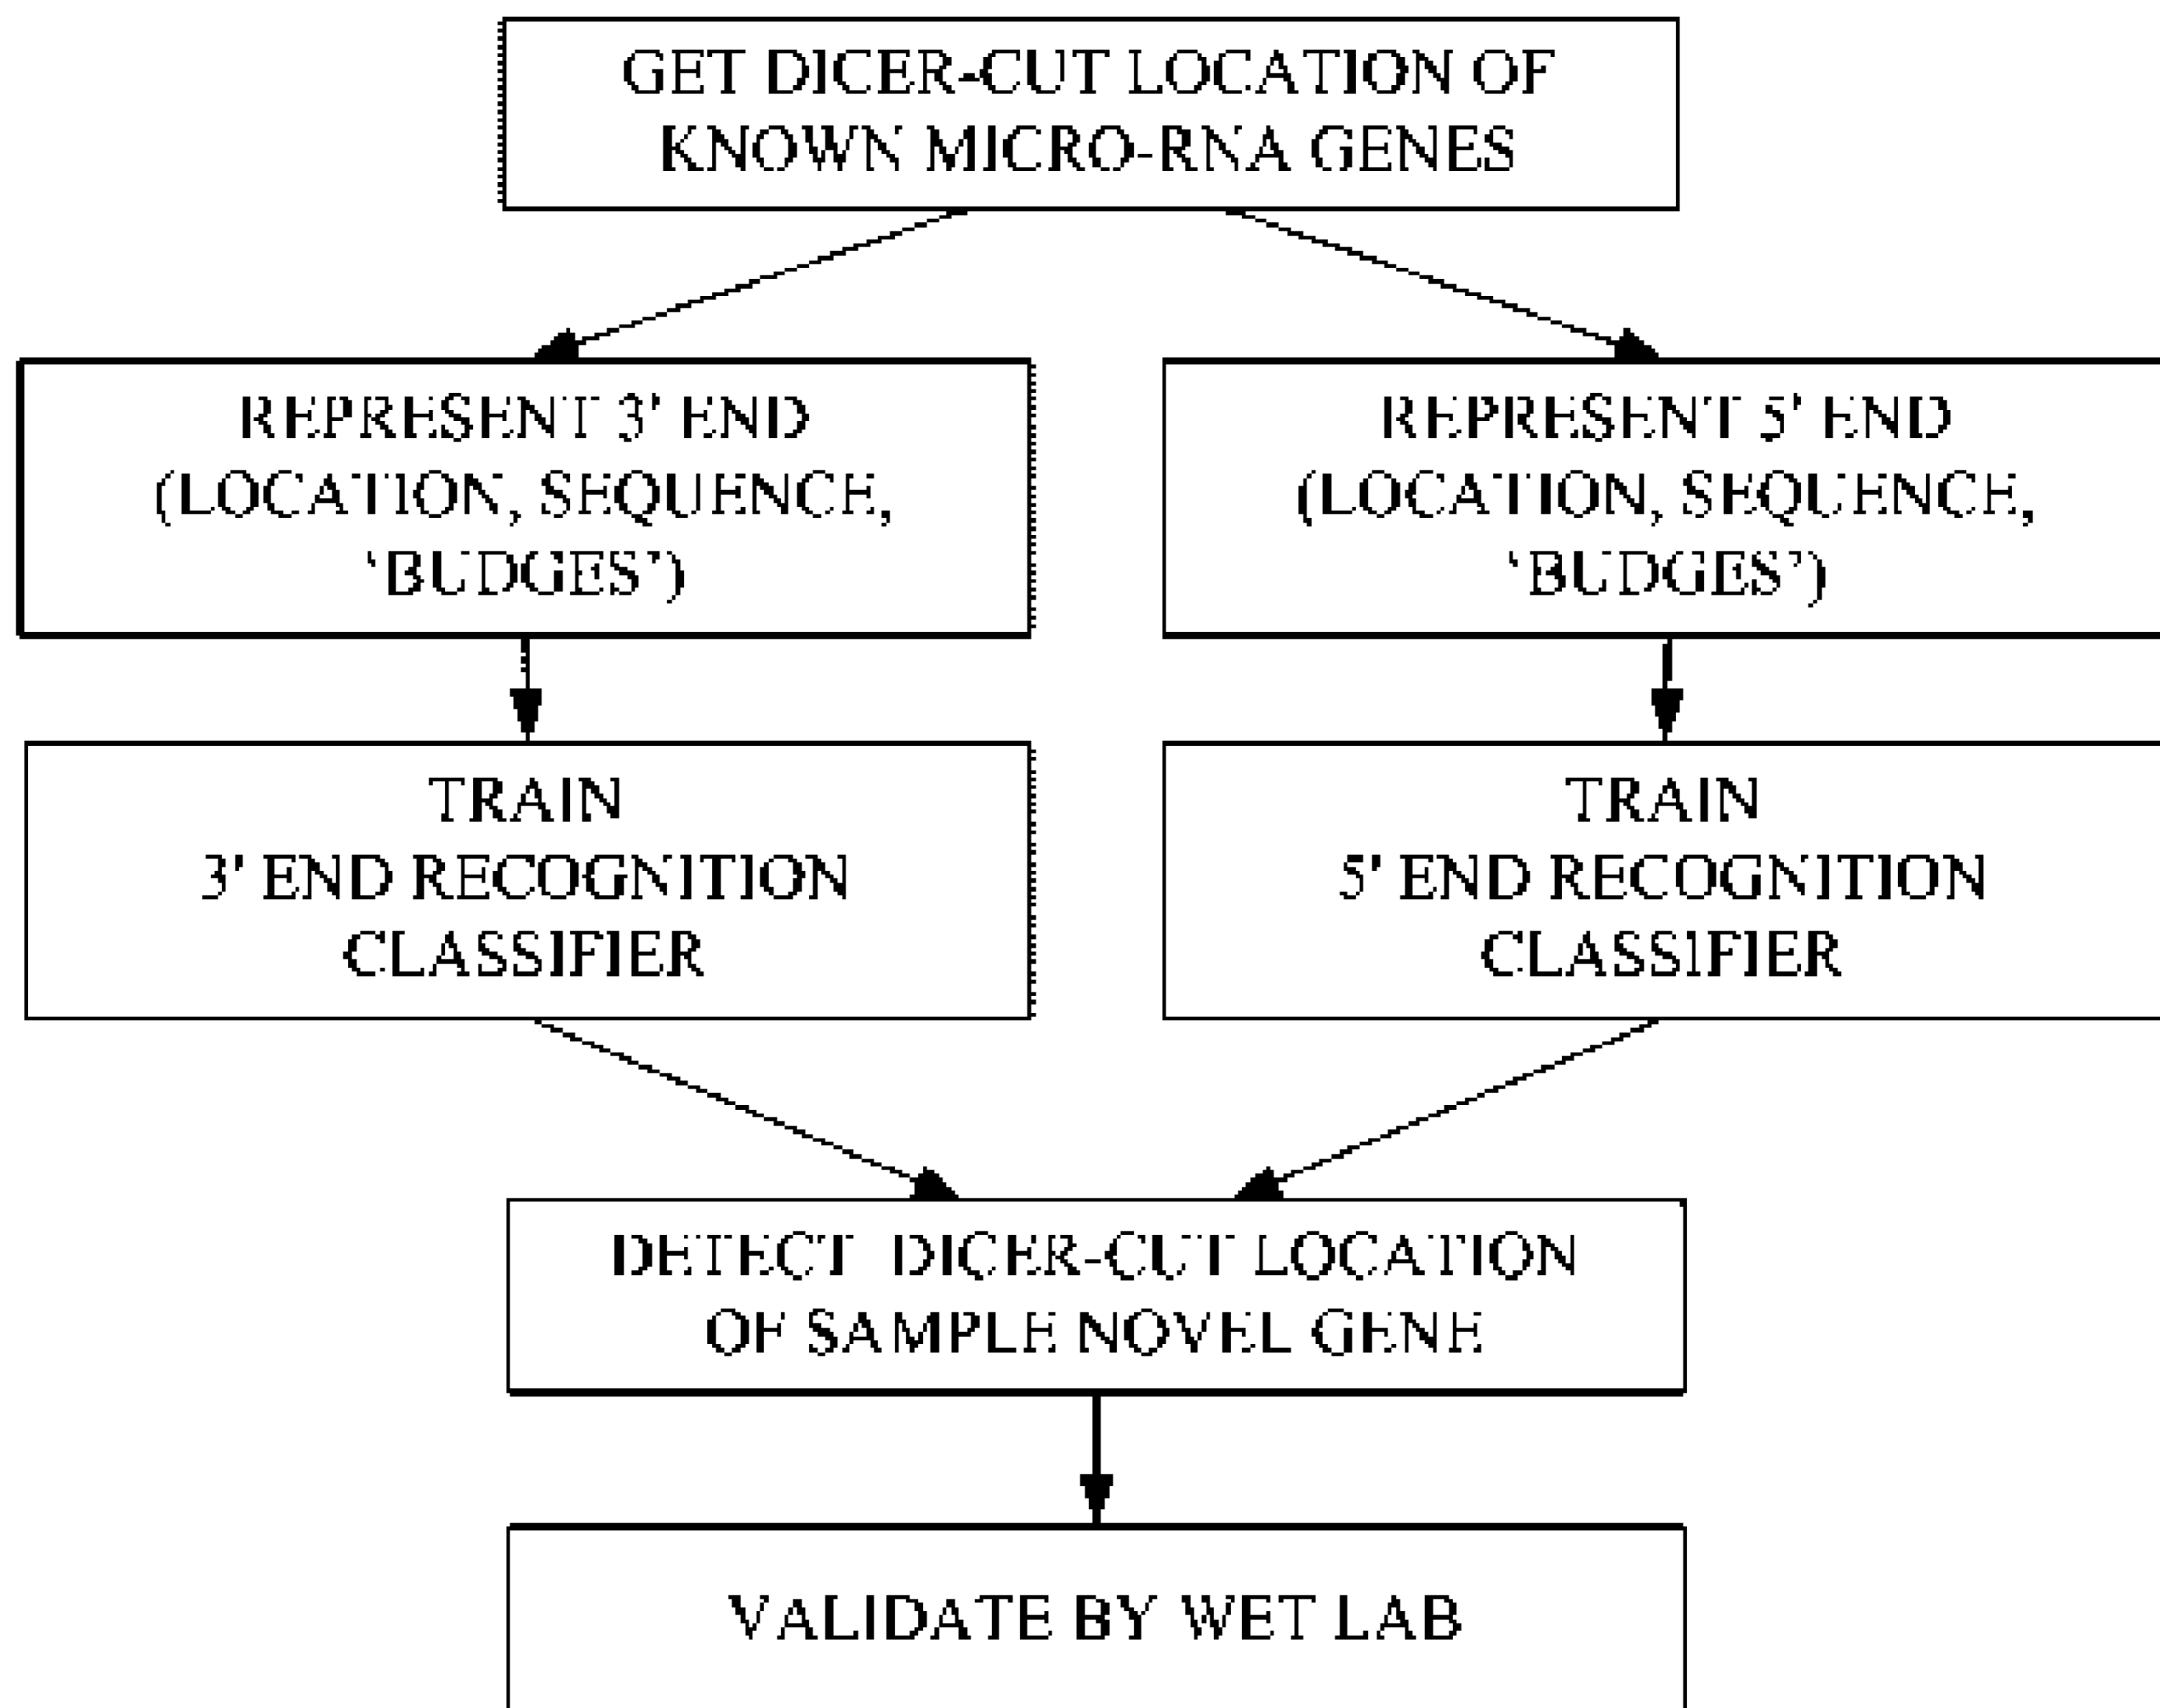 GET DICER-CUT LOCATION OF
KNOWN MICRO-RNA GENES
REPRESENT 3' END
(LOCATION, SEQUENCE,
‘BUDGES’)
REPRESENT 5' END
(LOCATION, SEQUENCE,
‘BUDGES’)
TRAIN
3' END RECOGNITION
CLASSIFIER
TRAIN
5' END RECOGNITION
CLASSIFIER
DETECT DICER-CUT LOCATION
OF SAMPLE NOVEL GENE
VALIDATE BY WET LAB